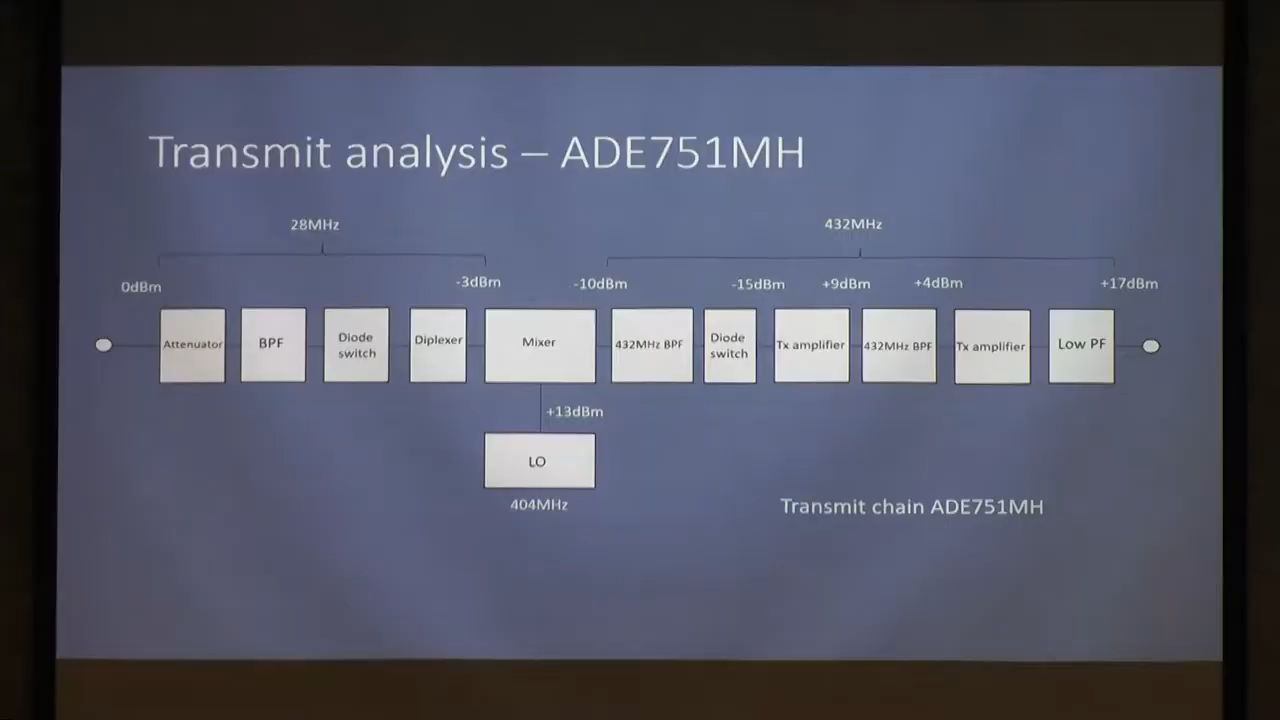 Transmit analysis – ADE751MH
28MHz
432MHz
0dBm
-3dBm
-10dBm
-15dBm
+9dBm
+4dBm
+17dBm
Attenuator
BPF
Diode
switch
Diplexer
Mixer
432MHz BPF
Diode
switch
Tx amplifier
432MHz BPF
Tx amplifier
Low PF
+13dBm
LO
404MHz
Transmit chain ADE751MH